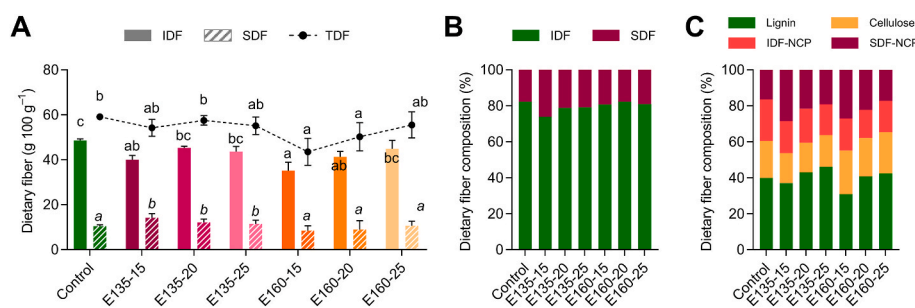 A
IDF SDF TDF
Dietary fiber (g 100 g⁻¹)
80
60
40
20
0
c b ab b ab a ab ab
ab bc bc a ab bc
a b b b a a a
Control E135-15 E135-20 E135-25 E160-15 E160-20 E160-25
B
IDF SDF
Dietary fiber composition (%)
100
80
60
40
20
0
Control E135-15 E135-20 E135-25 E160-15 E160-20 E160-25
C
Lignin Cellulose
IDF-NCP SDF-NCP
Dietary fiber composition (%)
100
80
60
40
20
0
Control E135-15 E135-20 E135-25 E160-15 E160-20 E160-25